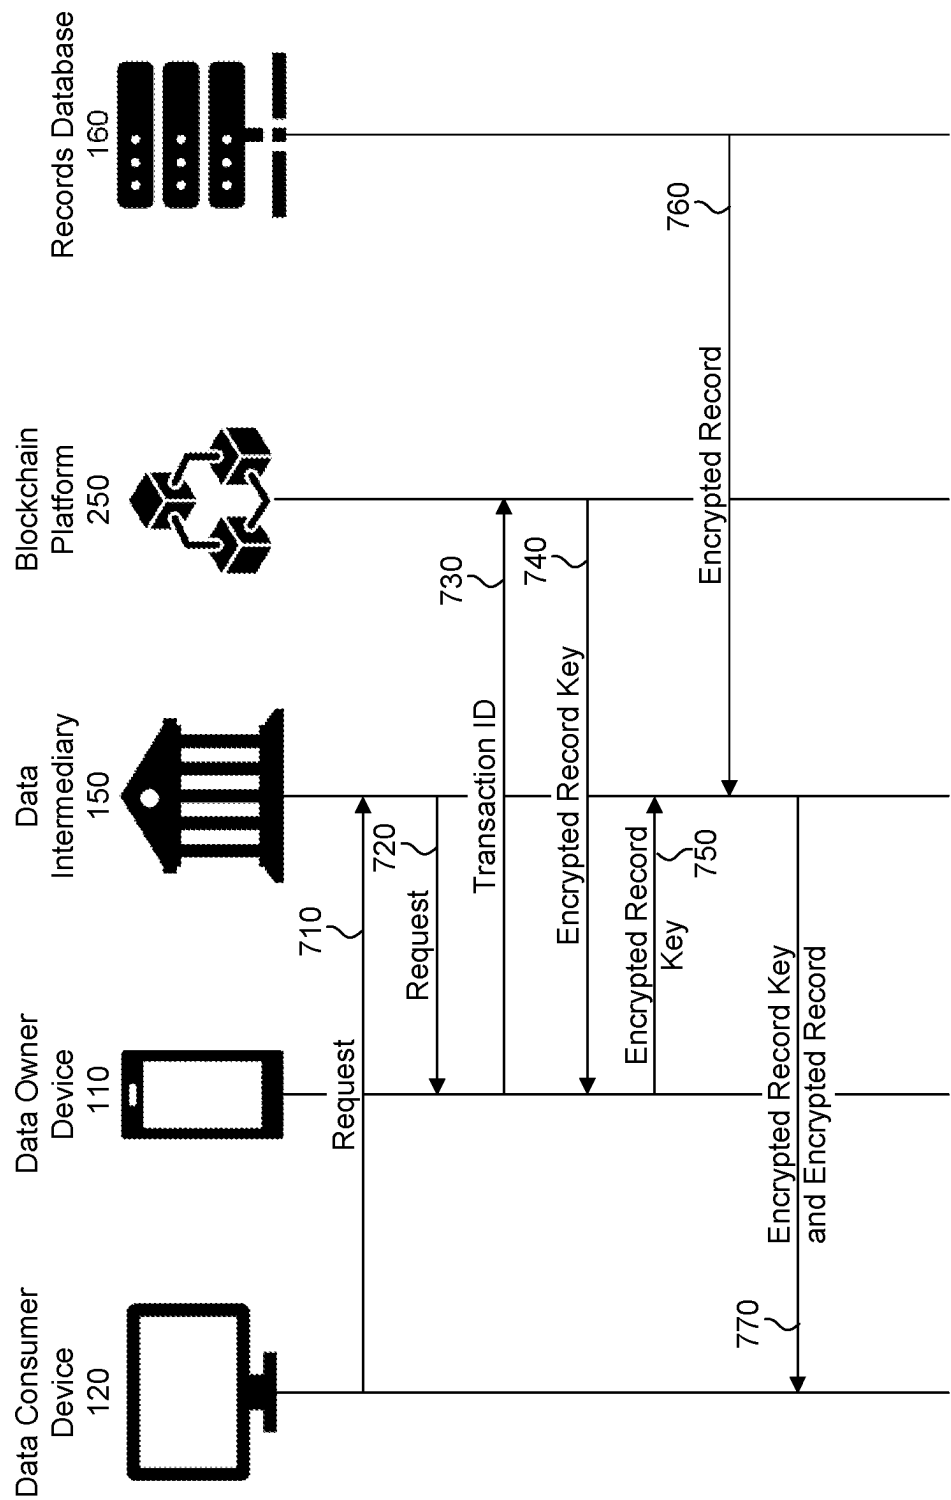 Data Consumer
Device
120
Data Owner
Device
110
Data
Intermediary
150
Blockchain
Platform
250
Records Database
160
Request
710
Request
720
Transaction ID
730
Encrypted Record Key
740
Encrypted Record
Key
750
Encrypted Record
760
770
Encrypted Record Key
and Encrypted Record